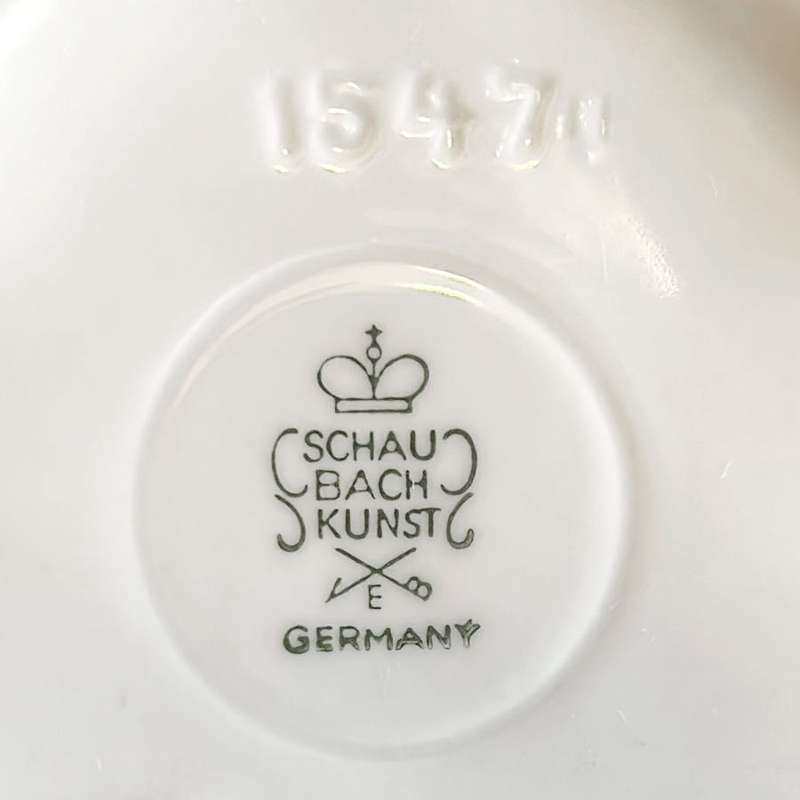 1547
SCHAU
BACH
KUNST
E
GERMANY